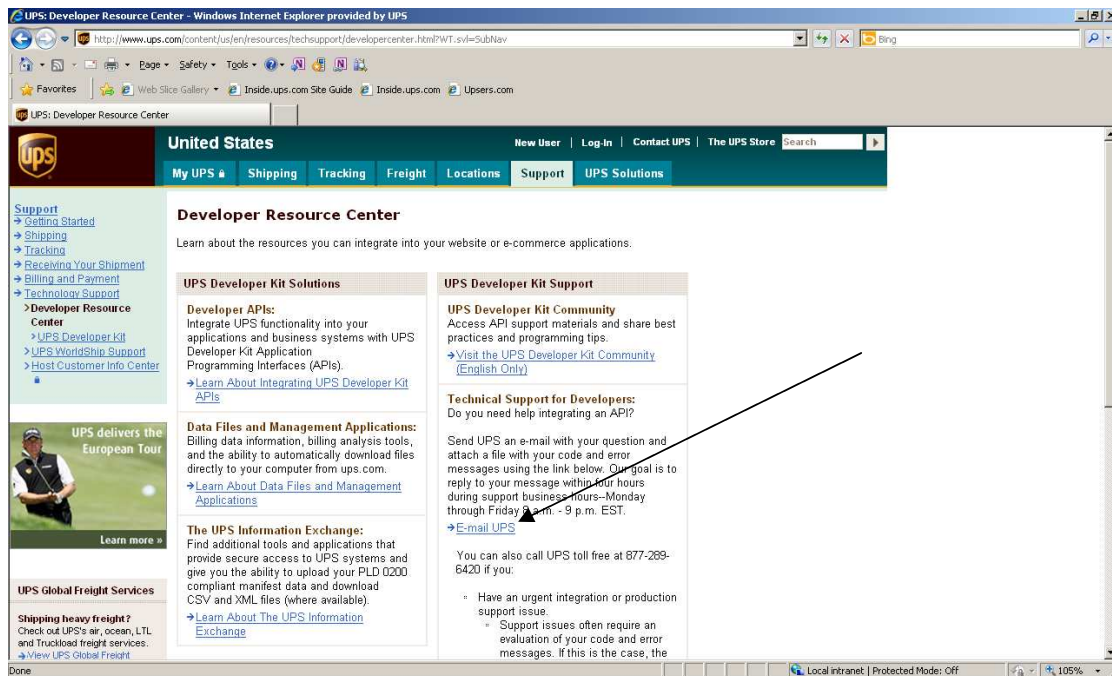 UPS: Developer Resource Center - Windows Internet Explorer provided by UPS
http://www.ups.com/content/us/en/resources/techsupport/developercenter.html?WT.svl=SubNav
Bing
Page Safety Tools
Favorites Web Slice Gallery Inside.ups.com Site Guide Inside.ups.com Upsers.com
UPS: Developer Resource Center
ups
United States
New User | Log-In | Contact UPS | The UPS Store Search
My UPS Shipping Tracking Freight Locations Support UPS Solutions
Support
Getting Started
Shipping
Tracking
Receiving Your Shipment
Billing and Payment
Technology Support
Developer Resource
Center
UPS Developer Kit
UPS WorldShip Support
Host Customer Info Center
UPS delivers the
European Tour
Learn more »
UPS Global Freight Services
Shipping heavy freight?
Check out UPS's air, ocean, LTL
and Truckload freight services.
View UPS Global Freight
Developer Resource Center
Learn about the resources you can integrate into your website or e-commerce applications.
UPS Developer Kit Solutions
Developer APIs:
Integrate UPS functionality into your
applications and business systems with UPS
Developer Kit Application
Programming Interfaces (APIs).
Learn About Integrating UPS Developer Kit
APIs
Data Files and Management Applications:
Billing data information, billing analysis tools,
and the ability to automatically download files
directly to your computer from ups.com.
Learn About Data Files and Management
Applications
The UPS Information Exchange:
Find additional tools and applications that
provide secure access to UPS systems and
give you the ability to upload your PLD 0200
compliant manifest data and download
CSV and XML files (where available).
Learn About The UPS Information
Exchange
UPS Developer Kit Support
UPS Developer Kit Community
Access API support materials and share best
practices and programming tips.
Visit the UPS Developer Kit Community
(English Only)
Technical Support for Developers:
Do you need help integrating an API?
Send UPS an e-mail with your question and
attach a file with your code and error
messages using the link below. Our goal is to
reply to your message within four hours
during support business hours--Monday
through Friday 8 a.m. - 9 p.m. EST.
E-mail UPS
You can also call UPS toll free at 877-289-
6420 if you:
Have an urgent integration or production
support issue.
Support issues often require an
evaluation of your code and error
messages. If this is the case, the
Done
Local intranet | Protected Mode: Off
105%